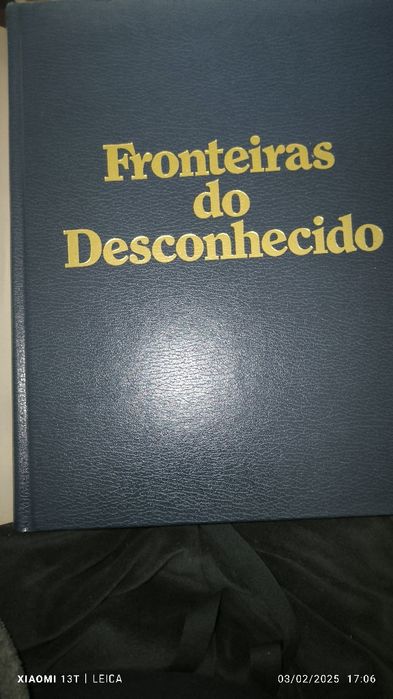 Fronteiras
do
Desconhecido
XIAOMI 13T | LEICA
03/02/2025 17:06